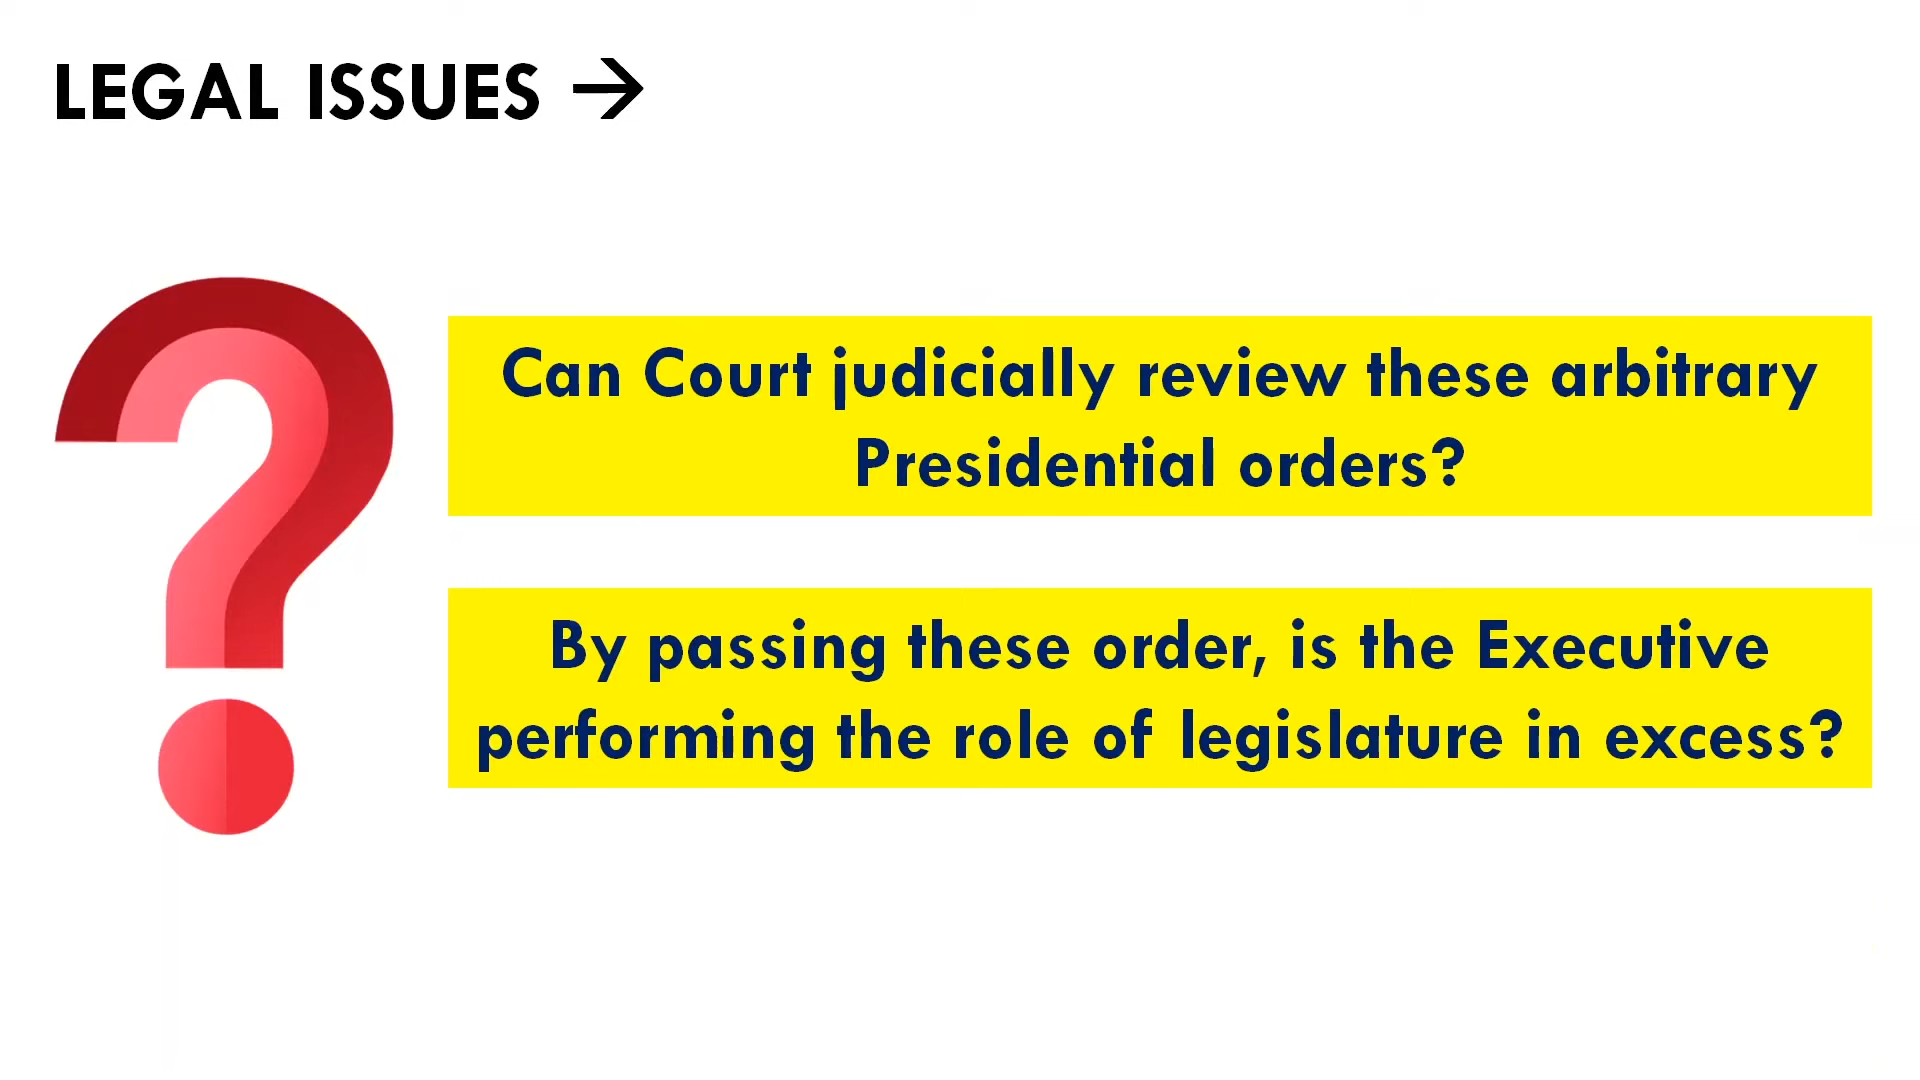 LEGAL ISSUES →
Can Court judicially review these arbitrary
Presidential orders?
By passing these order, is the Executive
performing the role of legislature in excess?